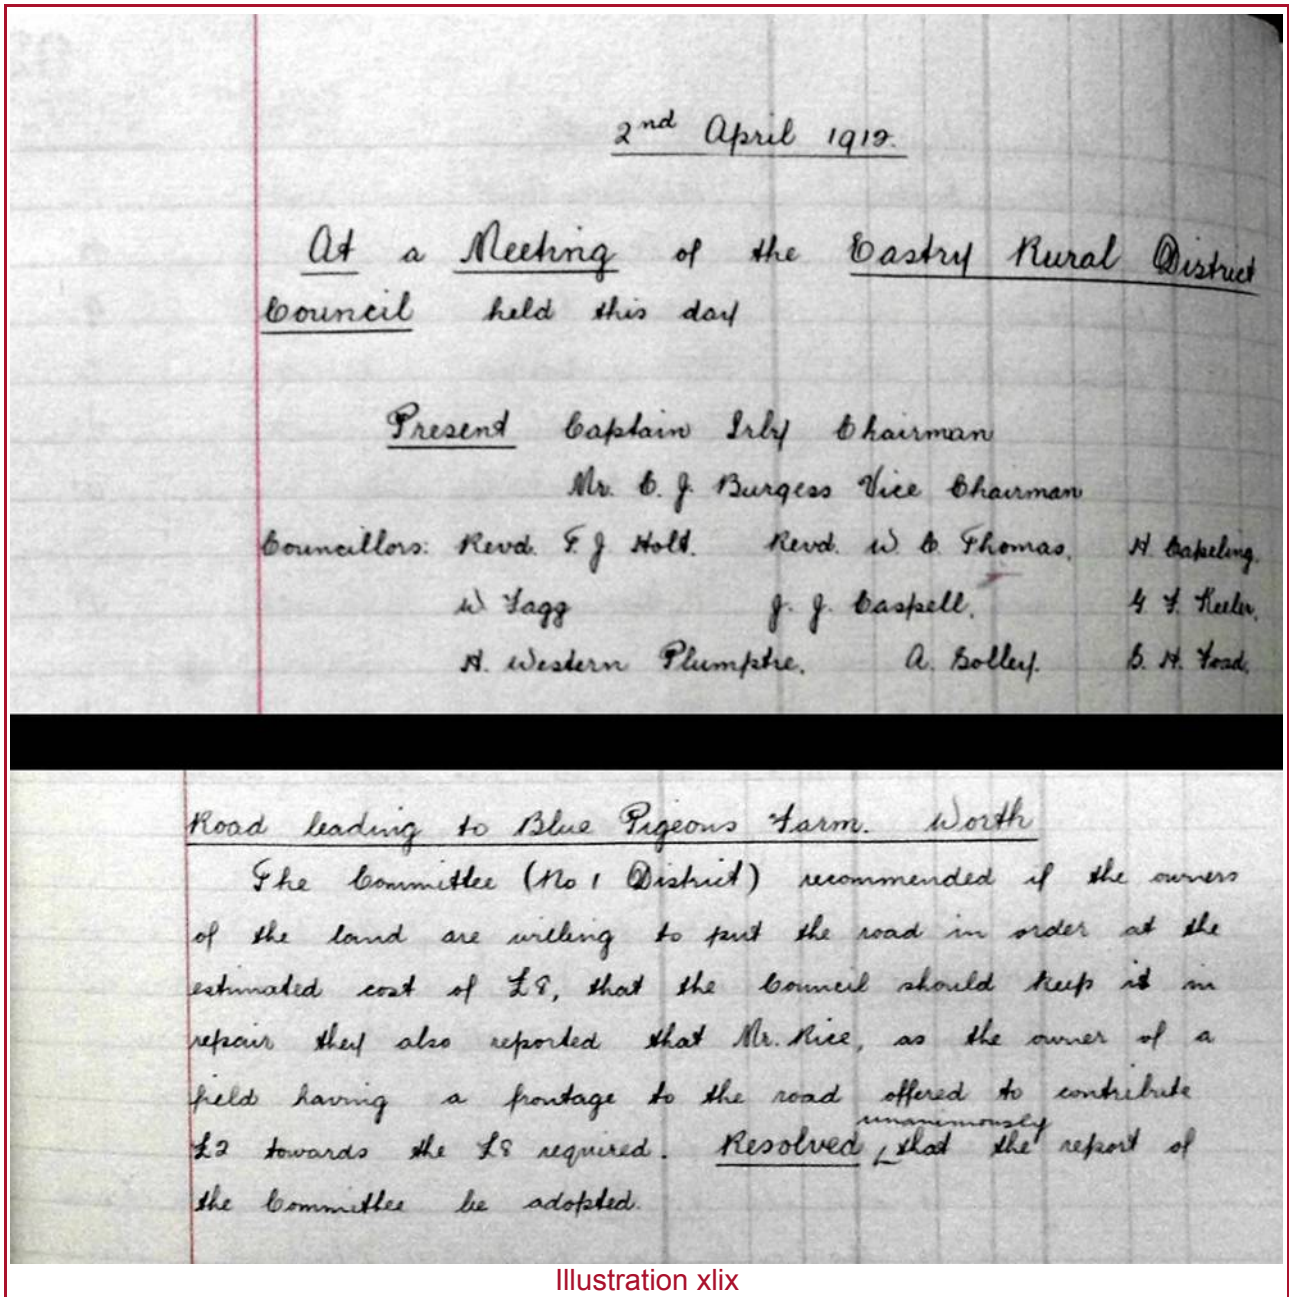 2nd April 1912.
At a Meeting of the Eastry Rural District
Council held this day
Present Captain Irby Chairman
Mr. C. J. Burgess Vice Chairman
Councillors: Revd. F. J Holt. Revd. W. C. Thomas. H. Capeling.
W Fagg J. J. Caspell. G F. Keeler.
H. Western Plumptre. A. Solley. C. H. Foad.
Road leading to Blue Pigeons Farm. Worth
The Committee (No 1 District) recommended if the owners
of the land are willing to put the road in order at the
estimated cost of £8, that the Council should keep it in
repair they also reported that Mr. Rice, as the owner of a
field having a frontage to the road offered to contribute
£2 towards the £8 required. Resolved unanimously that the report of
the Committee be adopted.
Illustration xlix